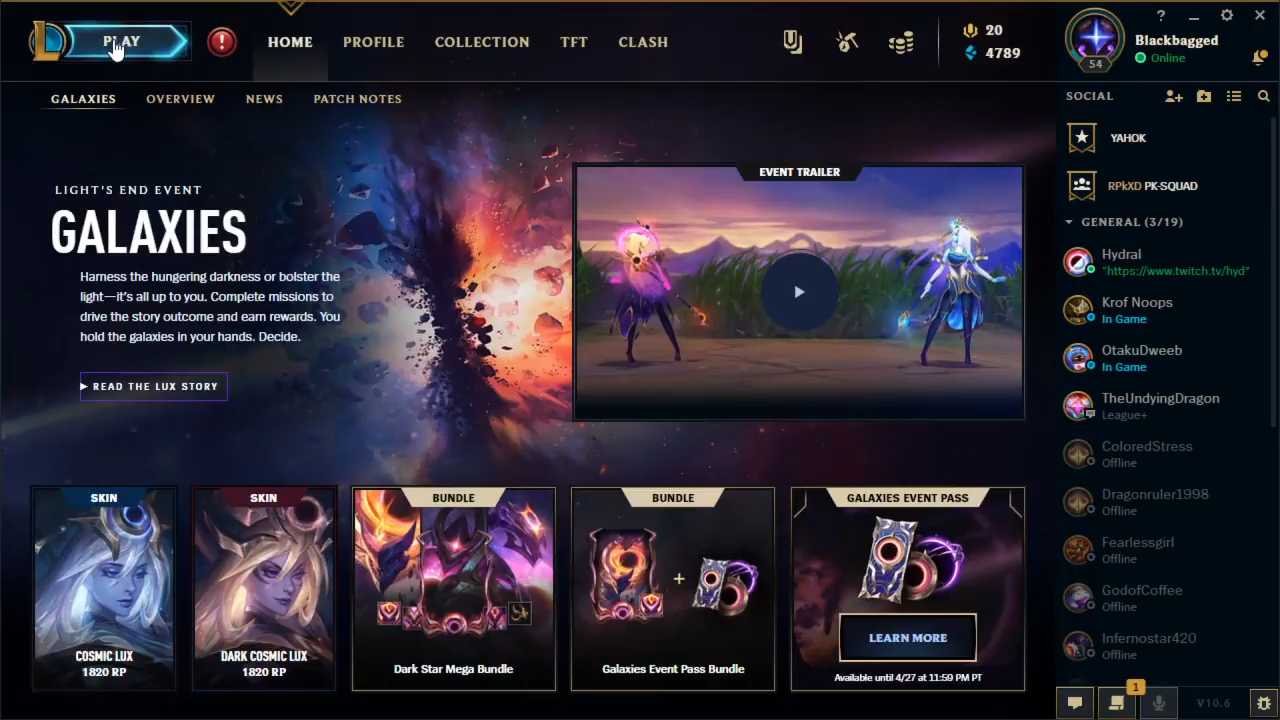 PLAY
HOME
PROFILE
COLLECTION
TFT
CLASH
20
4789
54
?
Blackbagged
Online
GALAXIES
OVERVIEW
NEWS
PATCH NOTES
LIGHT'S END EVENT
GALAXIES
Harness the hungering darkness or bolster the
light—it's all up to you. Complete missions to
drive the story outcome and earn rewards. You
hold the galaxies in your hands. Decide.
READ THE LUX STORY
EVENT TRAILER
SKIN
COSMIC LUX
1820 RP
SKIN
DARK COSMIC LUX
1820 RP
BUNDLE
Dark Star Mega Bundle
BUNDLE
+
Galaxies Event Pass Bundle
GALAXIES EVENT PASS
LEARN MORE
Available until 4/27 at 11:59 PM PT
SOCIAL
YAHOK
RPkXD PK-SQUAD
GENERAL (3/19)
Hydral
"https://www.twitch.tv/hyd"
Krof Noops
In Game
OtakuDweeb
In Game
TheUndyingDragon
League+
ColoredStress
Offline
Dragonruler1998
Offline
Fearlessgirl
Offline
GodofCoffee
Offline
Infernostar420
Offline
1
V10.6